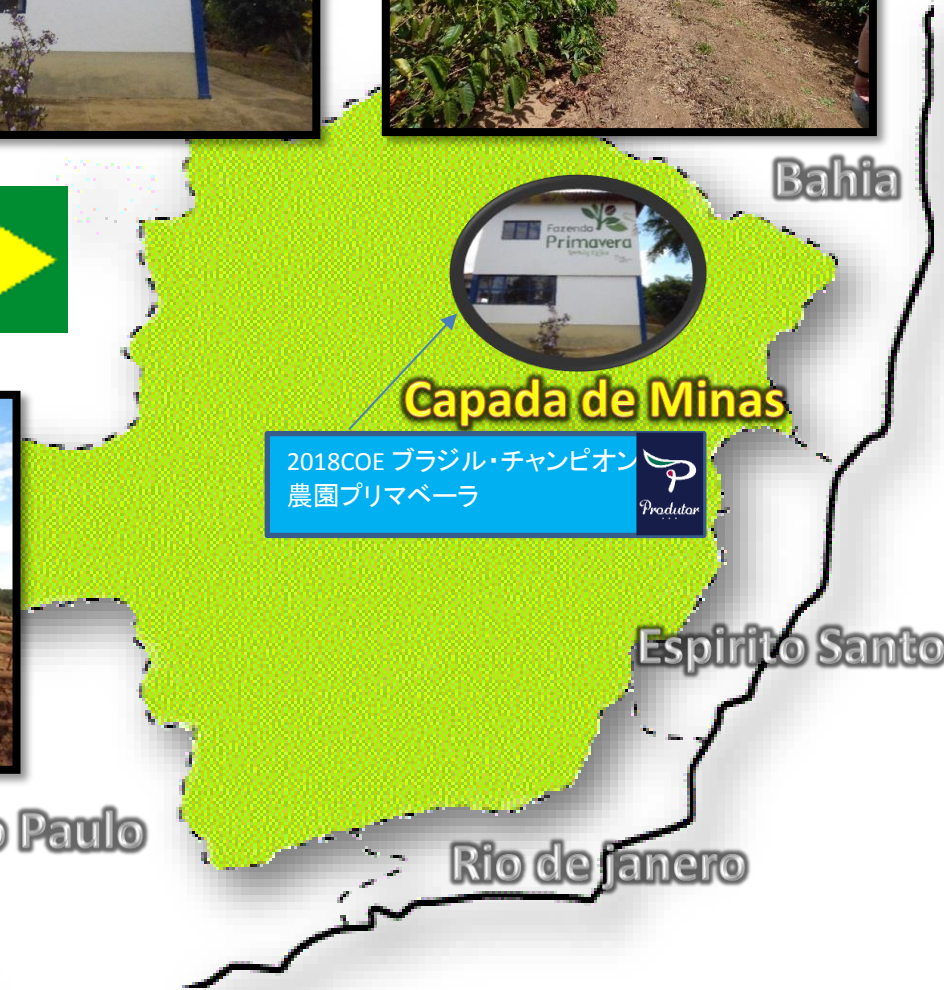 Bahia
Fazenda
Primavera
Capada de Minas
2018COE ブラジル・チャンピオン
農園プリマベーラ
Produtor
Espirito Santo
o Paulo
Rio de janero